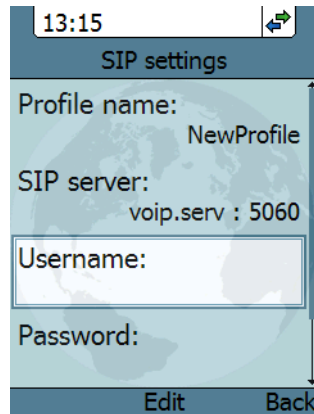 13:15
SIP settings
Profile name:
NewProfile
SIP server:
voip.serv : 5060
Username:
Password:
Edit Back